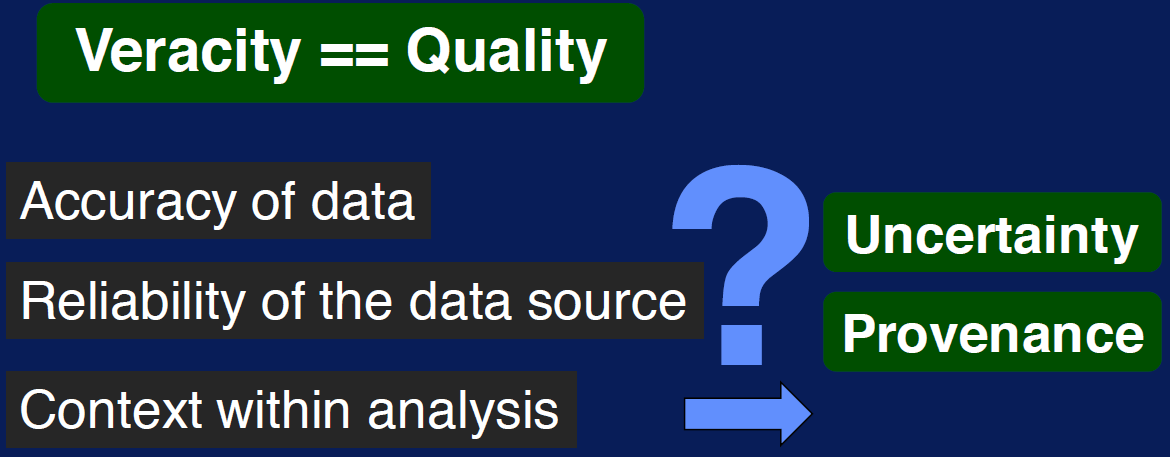 Veracity == Quality
Accuracy of data
Reliability of the data source
Context within analysis
?
Uncertainty
Provenance